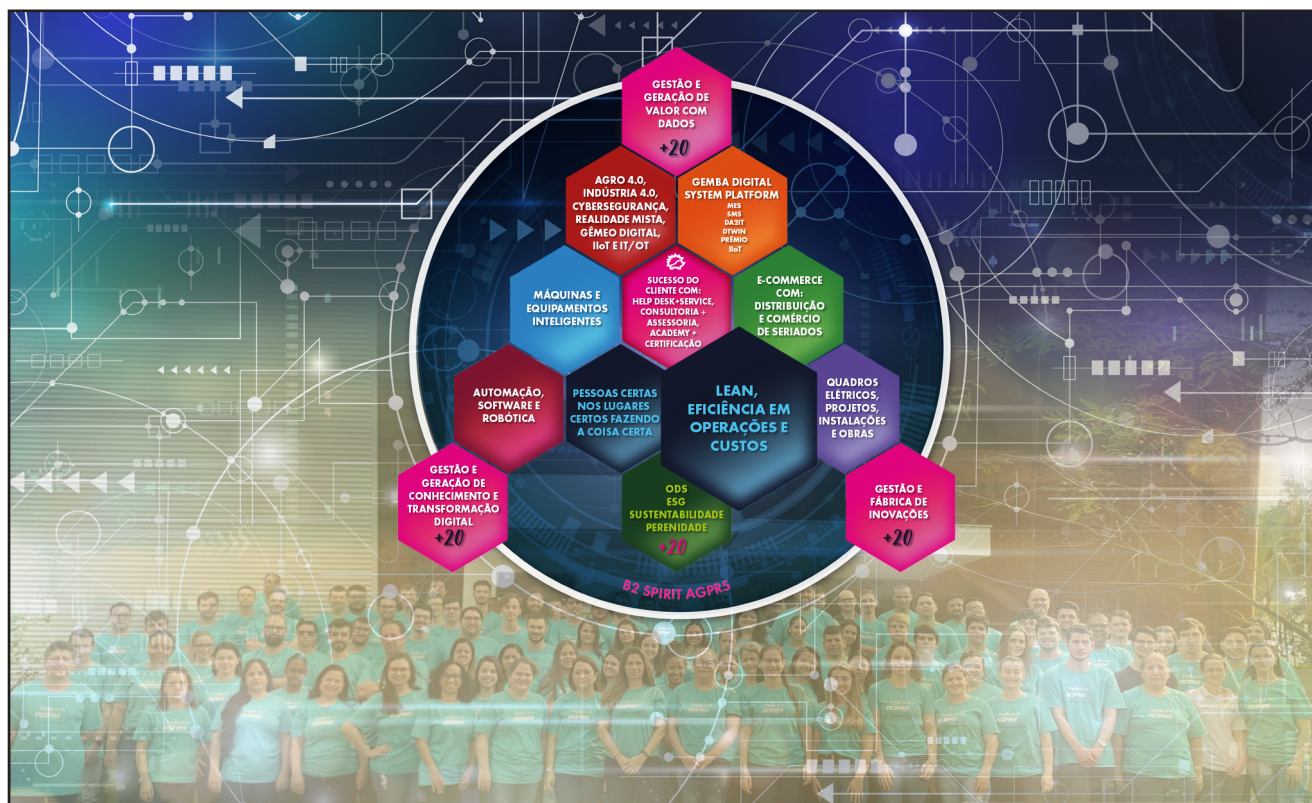 GESTÃO E
GERAÇÃO DE
VALOR COM
DADOS
+20
AGRO 4.0,
INDÚSTRIA 4.0,
CYBERSEGURANÇA,
REALIDADE MISTA,
GÊMEO DIGITAL,
IIoT E IT/OT
GEMBA DIGITAL
SYSTEM PLATFORM
MES
SMS
DA2IT
DTWIN
PRÊMIO
IIoT
MÁQUINAS E
EQUIPAMENTOS
INTELIGENTES
SUCESSO DO
CLIENTE COM:
HELP DESK+SERVICE,
CONSULTORIA +
ASSESSORIA,
ACADEMY +
CERTIFICAÇÃO
E-COMMERCE
COM:
DISTRIBUIÇÃO
E COMÉRCIO
DE SERIADOS
AUTOMAÇÃO,
SOFTWARE E
ROBÓTICA
PESSOAS CERTAS
NOS LUGARES
CERTOS FAZENDO
A COISA CERTA
LEAN,
EFICIÊNCIA EM
OPERAÇÕES E
CUSTOS
QUADROS
ELÉTRICOS,
PROJETOS,
INSTALAÇÕES
E OBRAS
GESTÃO E
GERAÇÃO DE
CONHECIMENTO E
TRANSFORMAÇÃO
DIGITAL
+20
ODS
ESG
SUSTENTABILIDADE
PERENIDADE
+20
GESTÃO E
FÁBRICA DE
INOVAÇÕES
+20
B2 SPIRIT AGPR5